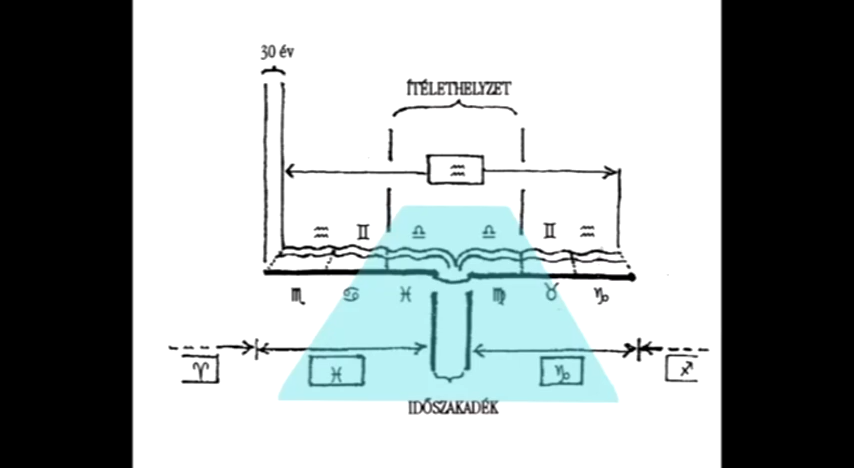 30 év
ÍTÉLETHELYZET
♒
♒ ♊ ♎ ♎ ♊ ♒
♏ ♋ ♓ ♍ ♉ ♑
♈ ♓ ♑ ♐
IDŐSZAKADÉK